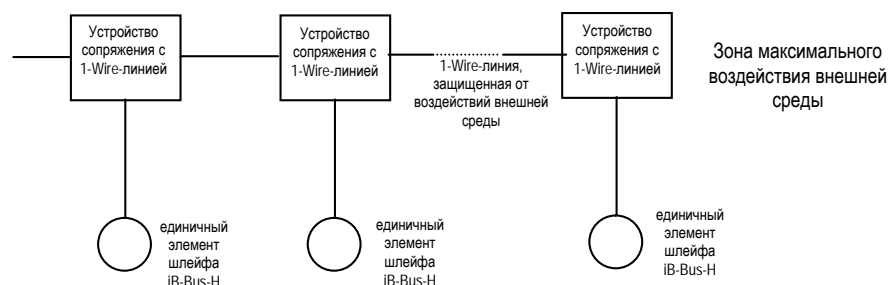 Устройство
сопряжения с
1-Wire-линией
Устройство
сопряжения с
1-Wire-линией
1-Wire-линия,
защищенная от
воздействий внешней
среды
Устройство
сопряжения с
1-Wire-линией
Зона максимального
воздействия внешней
среды
единичный
элемент
шлейфа
iB-Bus-H
единичный
элемент
шлейфа
iB-Bus-H
единичный
элемент
шлейфа
iB-Bus-H